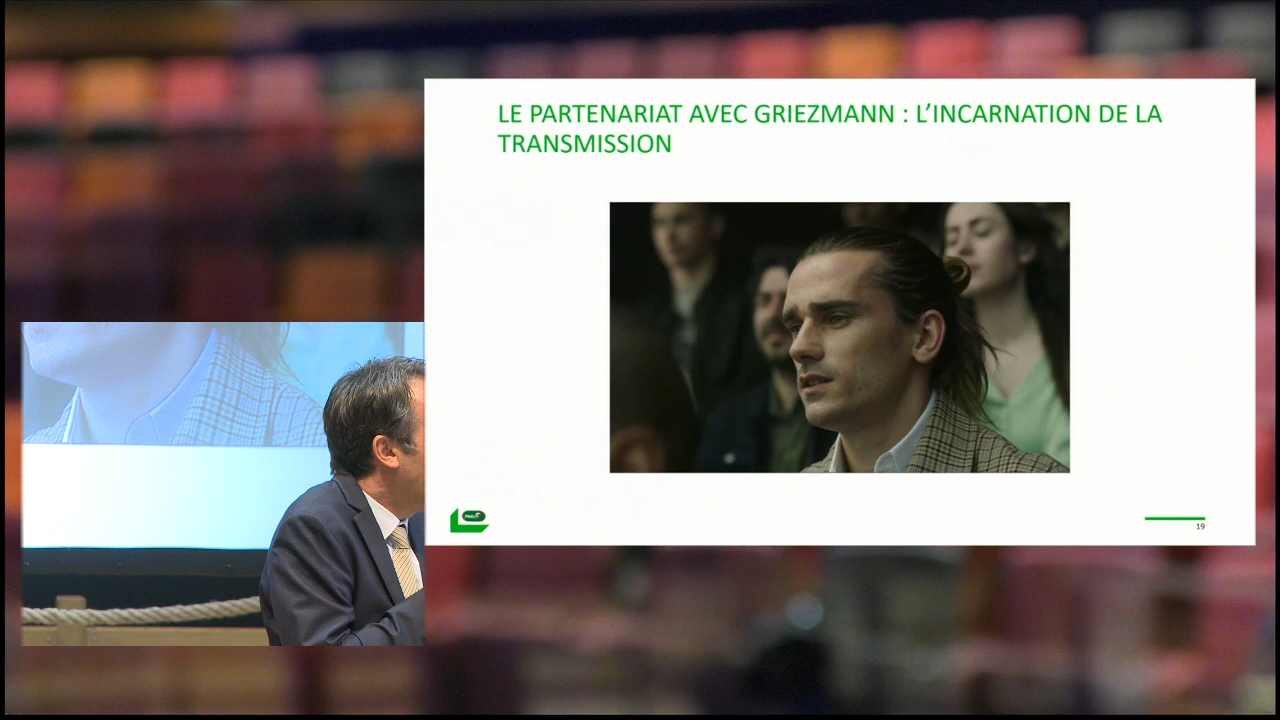 LE PARTENARIAT AVEC GRIEZMANN : L’INCARNATION DE LA
TRANSMISSION
19